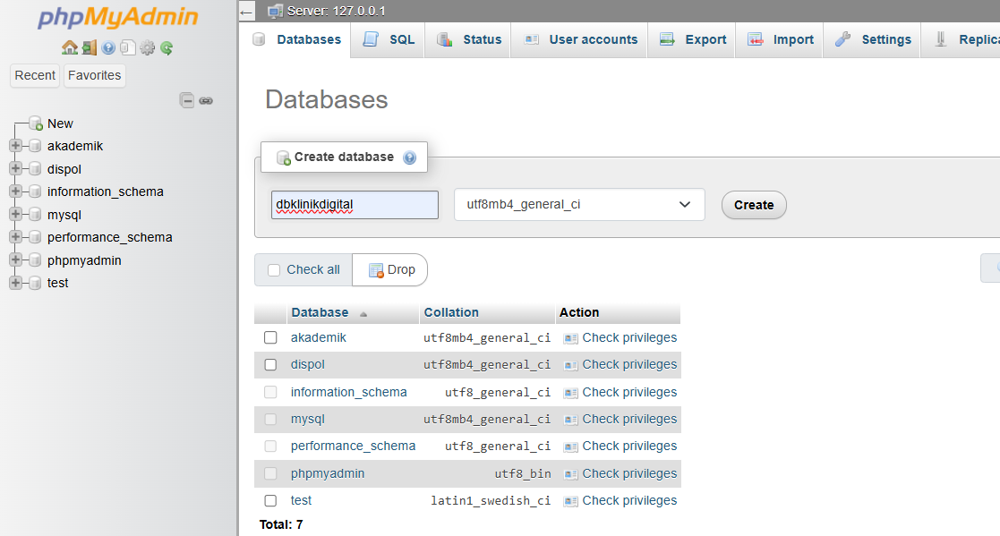 phpMyAdmin
Recent Favorites
New
akademik
dispol
information_schema
mysql
performance_schema
phpmyadmin
test
Server: 127.0.0.1
Databases SQL Status User accounts Export Import Settings
Databases
Create database
dbklinikdigital utf8mb4_general_ci Create
Check all Drop
Database Collation Action
akademik utf8mb4_general_ci Check privileges
dispol utf8mb4_general_ci Check privileges
information_schema utf8_general_ci Check privileges
mysql utf8mb4_general_ci Check privileges
performance_schema utf8_general_ci Check privileges
phpmyadmin utf8_bin Check privileges
test latin1_swedish_ci Check privileges
Total: 7